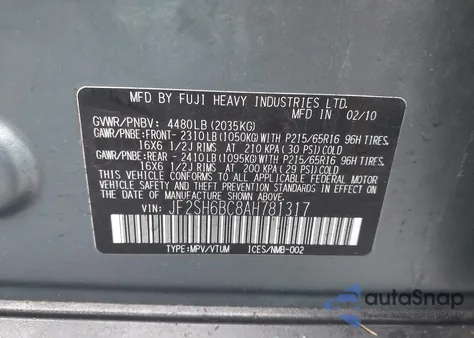 MFD BY FUJI HEAVY INDUSTRIES LTD.
MFD IN 02/10
GVWR/PNBV: 4480LB (2035KG)
GAWR/PNBE:FRONT- 2310LB(1050KG)WITH P215/65R16 96H TIRES,
16X6 1/2J RIMS AT 210 KPA (30 PSI)COLD
GAWR/PNBE:REAR - 2410LB(1095KG)WITH P215/65R16 96H TIRES,
16X6 1/2J RIMS AT 200 KPA (29 PSI)COLD
THIS VEHICLE CONFORMS TO ALL APPLICABLE FEDERAL
MOTOR VEHICLE SAFETY STANDARDS IN EFFECT ON
THE DATE OF MANUFACTURE SHOWN ABOVE.
VIN: JF2SH6BC8AH781317
TYPE:MPV/VTUM ICES/NMB-002
autoSnap
Powered by AutoAuctionHistory